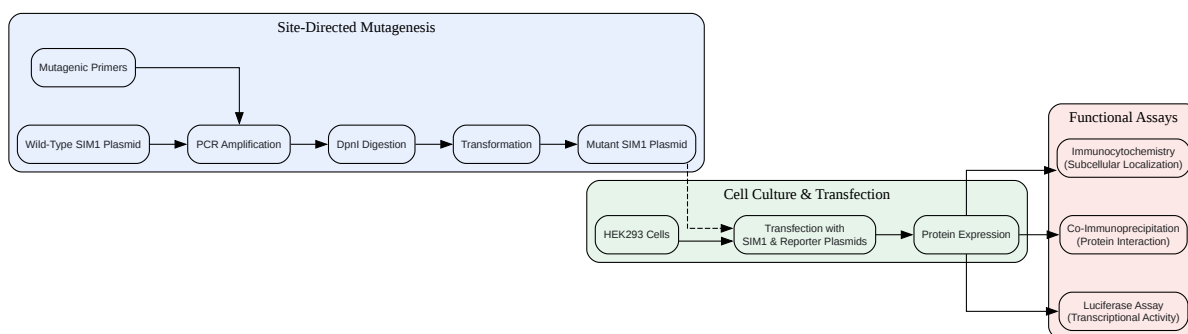 Site-Directed Mutagenesis
Mutagenic Primers
Wild-Type SIM1 Plasmid
PCR Amplification
DpnI Digestion
Transformation
Mutant SIM1 Plasmid
Cell Culture & Transfection
HEK293 Cells
Transfection with
SIM1 & Reporter Plasmids
Protein Expression
Functional Assays
Immunocytochemistry
(Subcellular Localization)
Co-Immunoprecipitation
(Protein Interaction)
Luciferase Assay
(Transcriptional Activity)